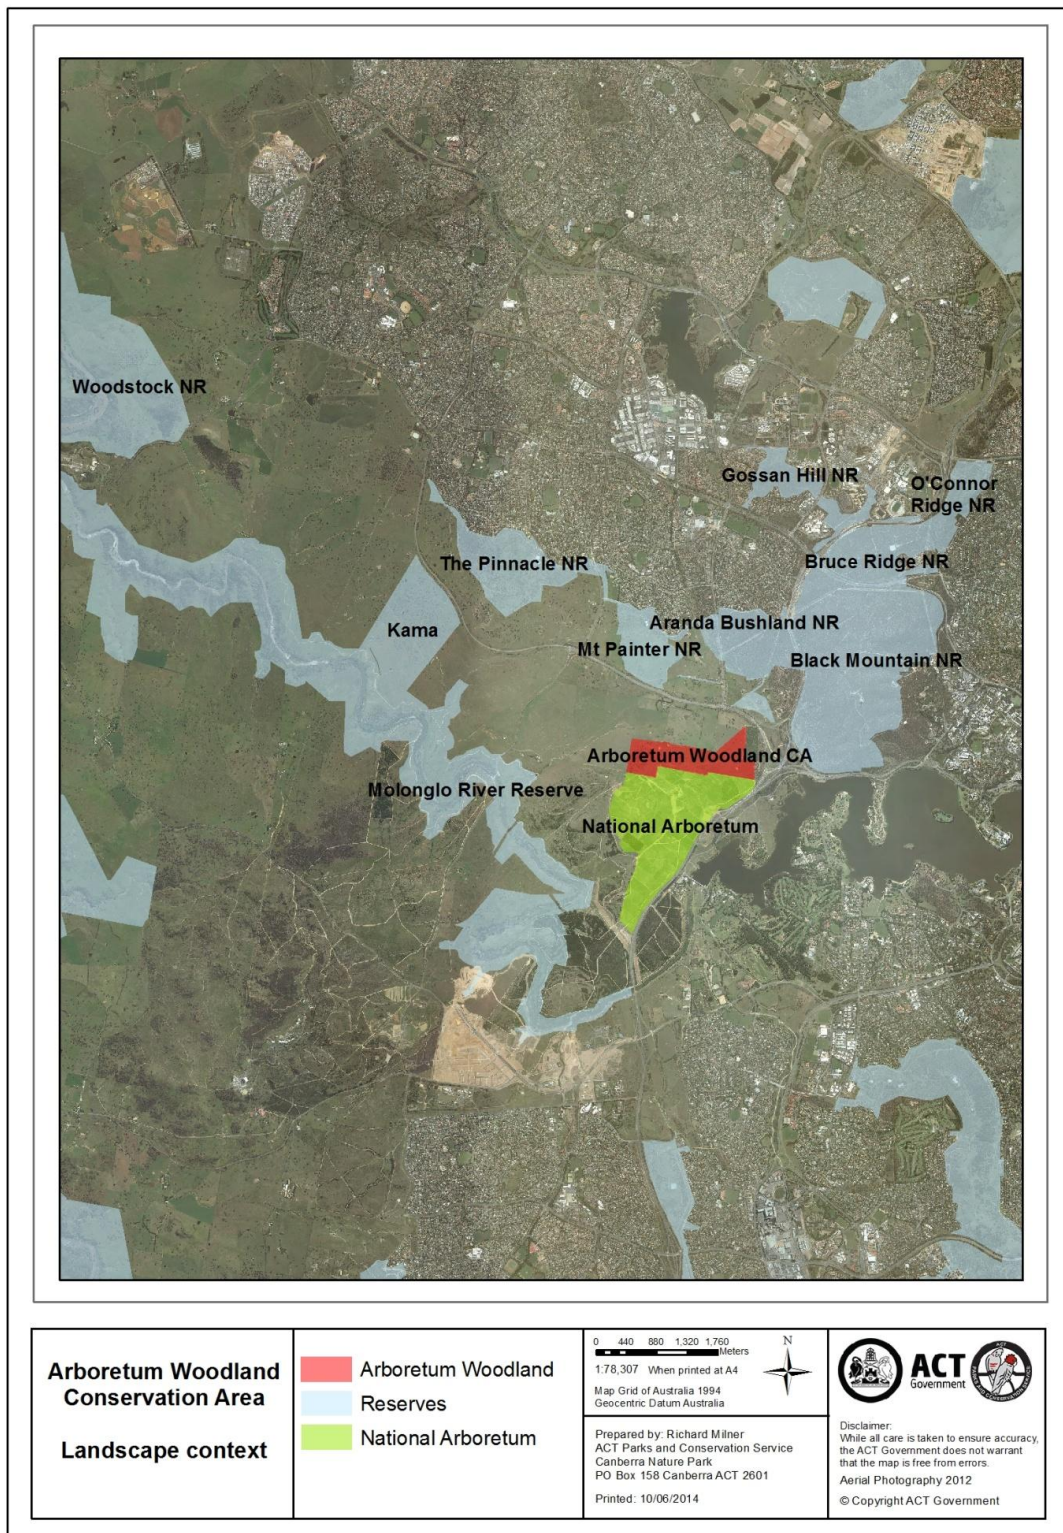 Woodstock NR
Gossan Hill NR
O'Connor
Ridge NR
The Pinnacle NR
Bruce Ridge NR
Kama
Aranda Bushland NR
Mt Painter NR
Black Mountain NR
Arboretum Woodland CA
Molonglo River Reserve
National Arboretum
Arboretum Woodland
Conservation Area
Landscape context
Arboretum Woodland
Reserves
National Arboretum
0 440 880 1,320 1,760
Meters
1:78,307 When printed at A4
Map Grid of Australia 1994
Geocentric Datum Australia
N
Prepared by: Richard Milner
ACT Parks and Conservation Service
Canberra Nature Park
PO Box 158 Canberra ACT 2601
Printed: 10/06/2014
ACT
Government
Disclaimer:
While all care is taken to ensure accuracy,
the ACT Government does not warrant
that the map is free from errors.
Aerial Photography 2012
© Copyright ACT Government